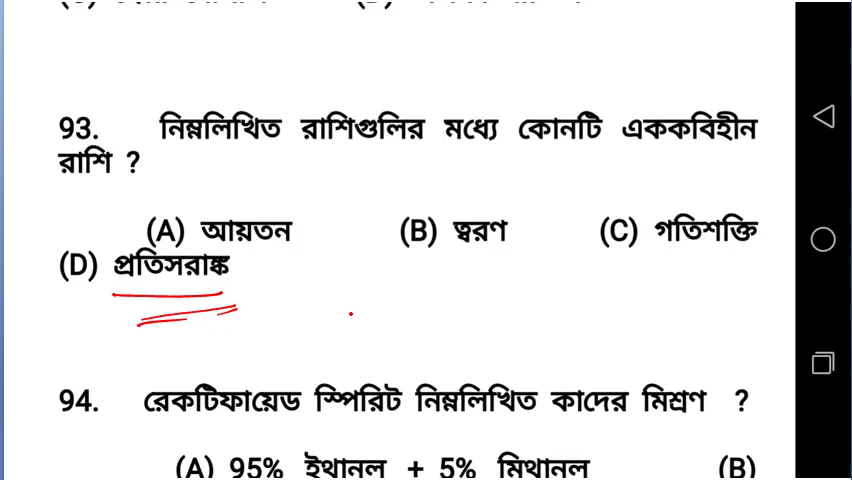 93. নিম্নলিখিত রাশিগুলির মধ্যে কোনটি এককবিহীন
রাশি ?
(A) আয়তন (B) ত্বরণ (C) গতিশক্তি
(D) প্রতিসরাঙ্ক
94. রেকটিফায়েড স্পিরিট নিম্নলিখিত কাদের মিশ্রণ ?
(A) 95% ইথানল + 5% মিথানল (B)